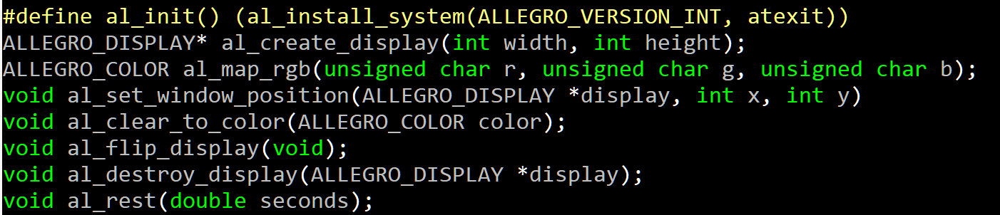 #define al_init() (al_install_system(ALLEGRO_VERSION_INT, atexit))
ALLEGRO_DISPLAY* al_create_display(int width, int height);
ALLEGRO_COLOR al_map_rgb(unsigned char r, unsigned char g, unsigned char b);
void al_set_window_position(ALLEGRO_DISPLAY *display, int x, int y)
void al_clear_to_color(ALLEGRO_COLOR color);
void al_flip_display(void);
void al_destroy_display(ALLEGRO_DISPLAY *display);
void al_rest(double seconds);